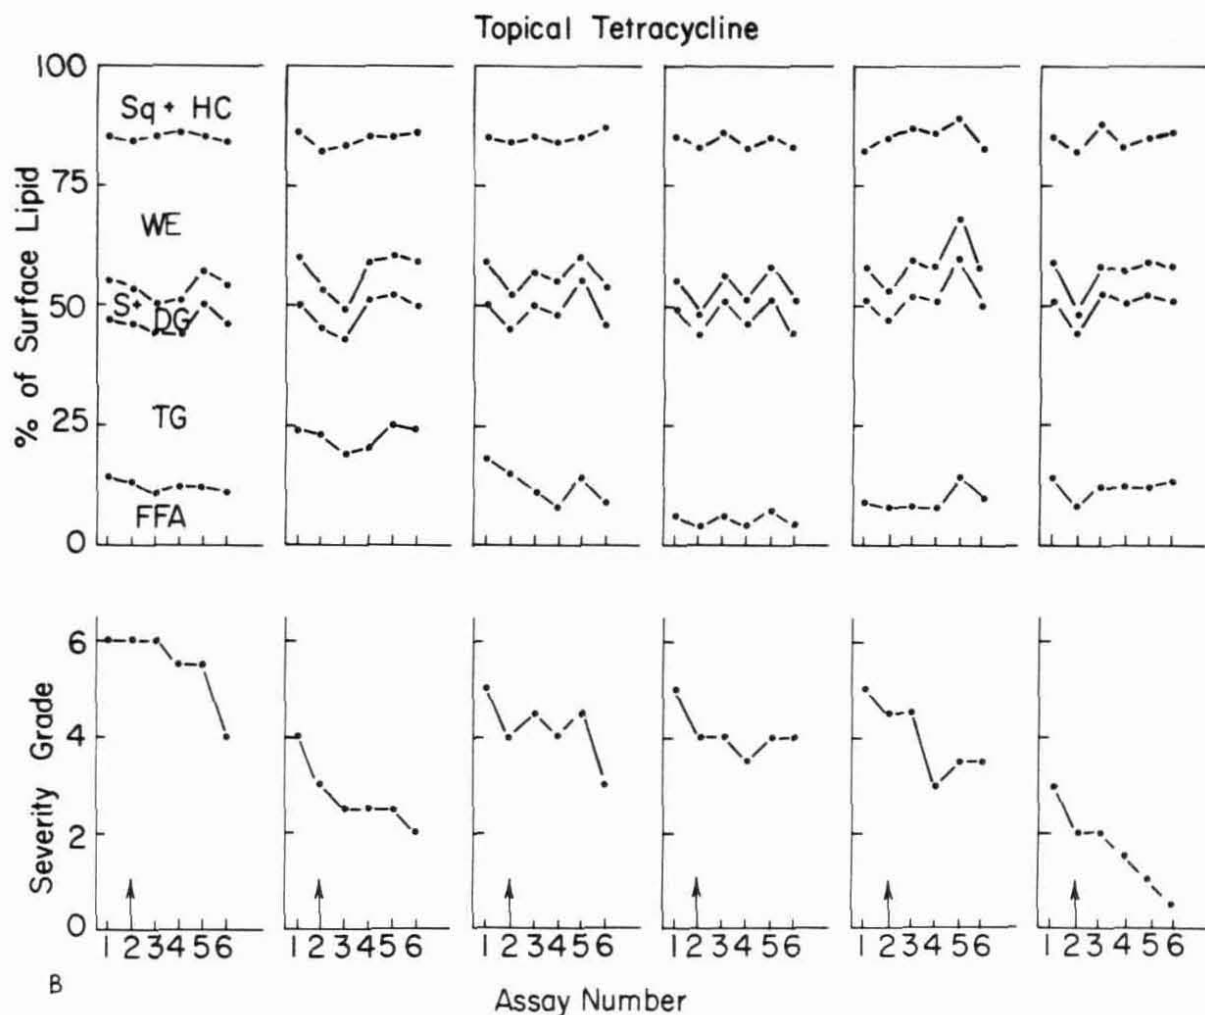 Topical Tetracycline
% of Surface Lipid
100
75
50
25
0
Sq + HC
WE
S+ DG
TG
FFA
Severity Grade
6
4
2
0
1 2 3 4 5 6
1 2 3 4 5 6
1 2 3 4 5 6
1 2 3 4 5 6
1 2 3 4 5 6
1 2 3 4 5 6
B
Assay Number